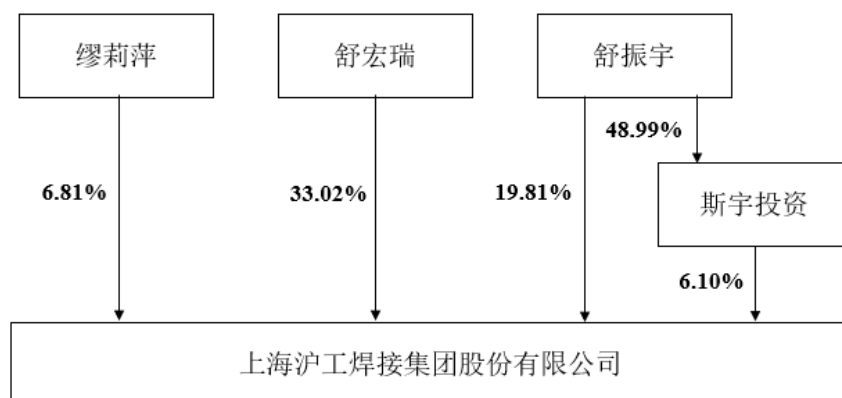 缪莉萍
舒宏瑞
舒振宇
48.99%
6.81%
33.02%
19.81%
斯宇投资
6.10%
上海沪工焊接集团股份有限公司